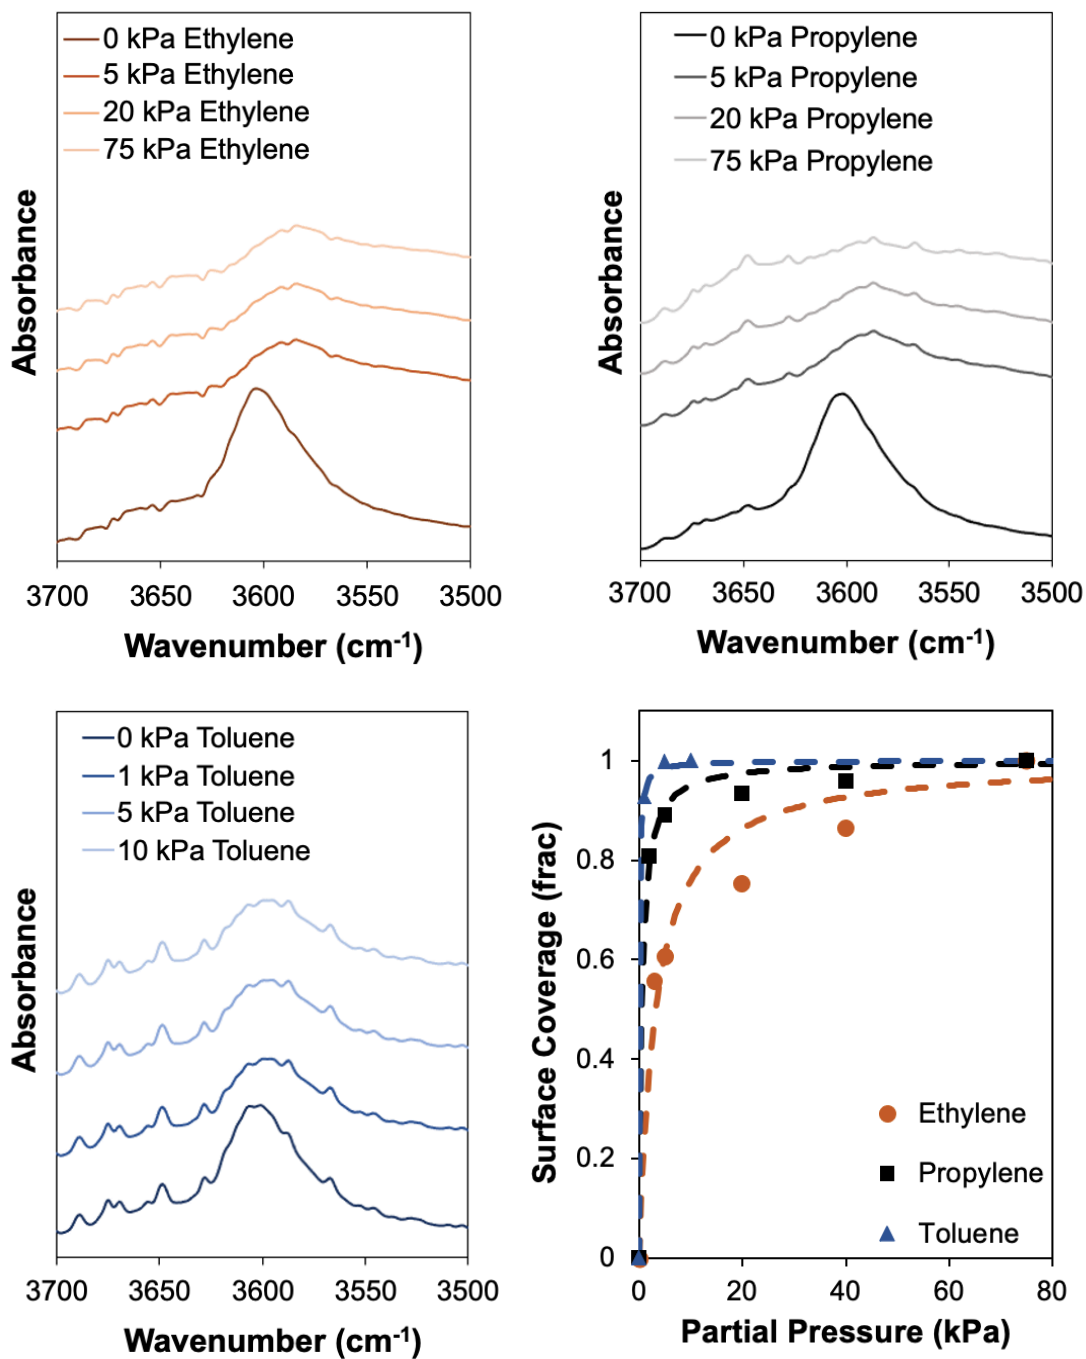 0 kPa Ethylene
5 kPa Ethylene
20 kPa Ethylene
75 kPa Ethylene
Absorbance
3700 3650 3600 3550 3500
Wavenumber (cm-1)
0 kPa Propylene
5 kPa Propylene
20 kPa Propylene
75 kPa Propylene
Absorbance
3700 3650 3600 3550 3500
Wavenumber (cm-1)
0 kPa Toluene
1 kPa Toluene
5 kPa Toluene
10 kPa Toluene
Absorbance
3700 3650 3600 3550 3500
Wavenumber (cm-1)
Surface Coverage (frac)
1
0.8
0.6
0.4
0.2
0
Ethylene
Propylene
Toluene
0 20 40 60 80
Partial Pressure (kPa)